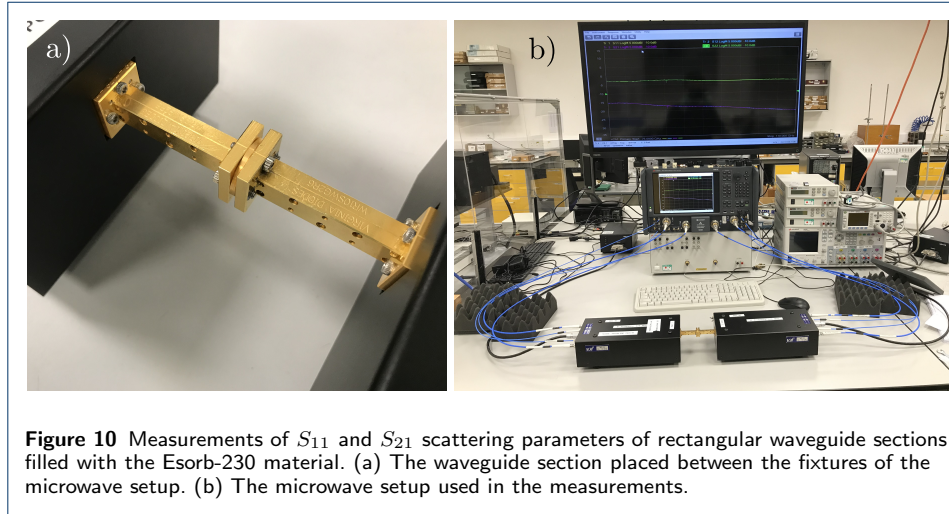 a)
b)
Figure 10 Measurements of S₁₁ and S₂₁ scattering parameters of rectangular waveguide sections
filled with the Esorb-230 material. (a) The waveguide section placed between the fixtures of the
microwave setup. (b) The microwave setup used in the measurements.